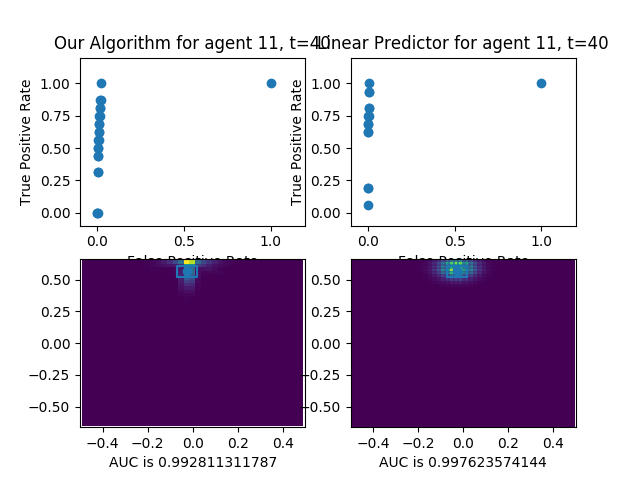 Our Algorithm for agent 11, t=40
Linear Predictor for agent 11, t=40
True Positive Rate
1.00
0.75
0.50
0.25
0.00
0.0 0.5 1.0
False Positive Rate
True Positive Rate
1.00
0.75
0.50
0.25
0.00
0.0 0.5 1.0
False Positive Rate
0.50
0.25
0.00
−0.25
−0.50
−0.4 −0.2 0.0 0.2 0.4
AUC is 0.992811311787
0.50
0.25
0.00
−0.25
−0.50
−0.4 −0.2 0.0 0.2 0.4
AUC is 0.997623574144